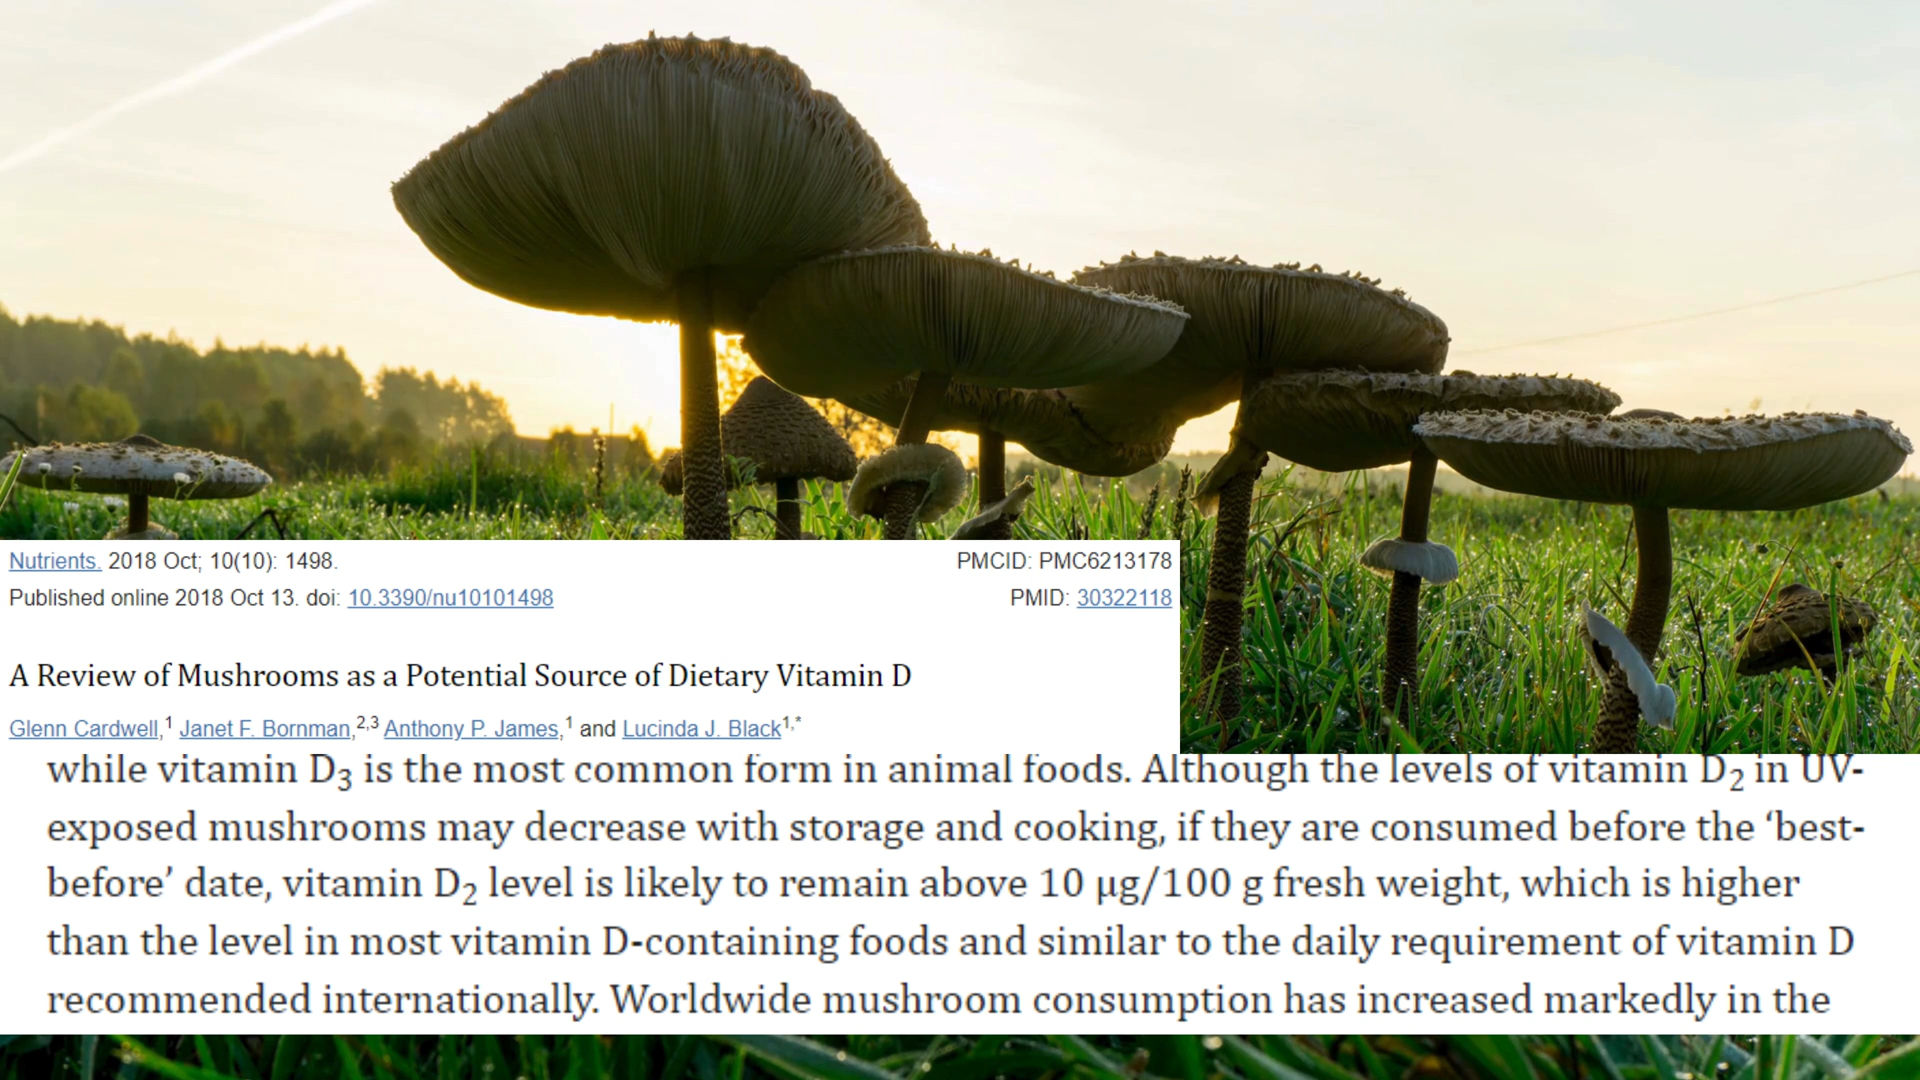 Nutrients. 2018 Oct; 10(10): 1498.
PMCID: PMC6213178
Published online 2018 Oct 13. doi: 10.3390/nu10101498
PMID: 30322118
A Review of Mushrooms as a Potential Source of Dietary Vitamin D
Glenn Cardwell,1 Janet F. Bornman,2,3 Anthony P. James,1 and Lucinda J. Black1,*
while vitamin D3 is the most common form in animal foods. Although the levels of vitamin D2 in UV-
exposed mushrooms may decrease with storage and cooking, if they are consumed before the ‘best-
before’ date, vitamin D2 level is likely to remain above 10 μg/100 g fresh weight, which is higher
than the level in most vitamin D-containing foods and similar to the daily requirement of vitamin D
recommended internationally. Worldwide mushroom consumption has increased markedly in the